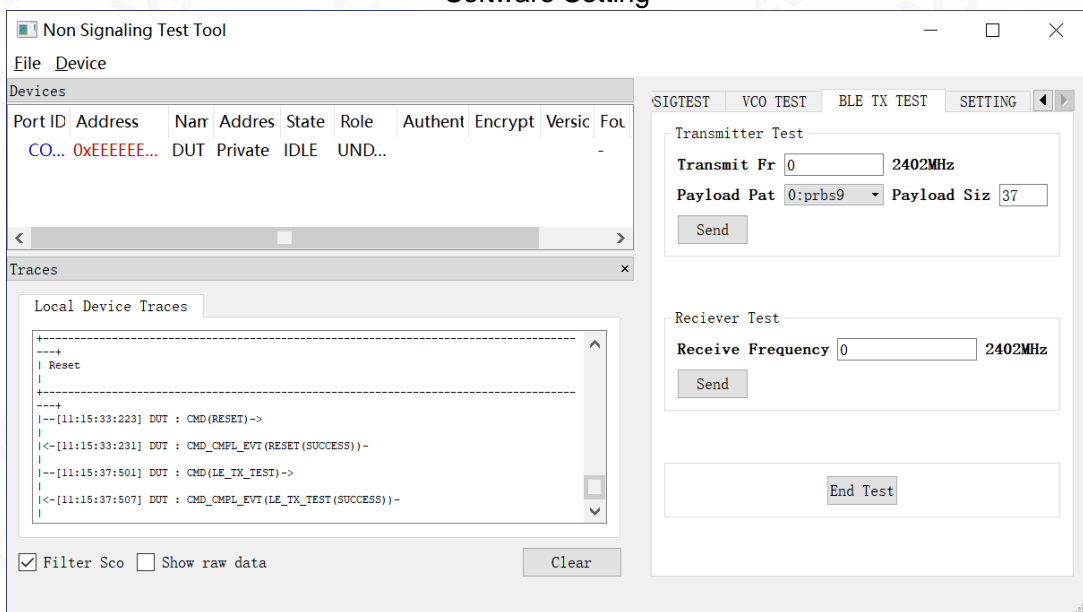 Software Setting
Non Signaling Test Tool
File Device
Devices
Port ID Address Nam Addres State Role Authent Encrypt Versic Fou
CO... 0xEEEEEE... DUT Private IDLE UND... -
Traces
Local Device Traces
+---------------------------------------------------------------------------
---+
| Reset
|
+---------------------------------------------------------------------------
---+
|--[11:15:33:223] DUT : CMD(RESET)->
|
|<-[11:15:33:231] DUT : CMD_CMPL_EVT(RESET(SUCCESS))-
|
|--[11:15:37:501] DUT : CMD(LE_TX_TEST)->
|
|<-[11:15:37:507] DUT : CMD_CMPL_EVT(LE_TX_TEST(SUCCESS))-
|
Filter Sco Show raw data Clear
SIGTEST VCO TEST BLE TX TEST SETTING
Transmitter Test
Transmit Fr 0 2402MHz
Payload Pat 0:prbs9 Payload Siz 37
Send
Reciever Test
Receive Frequency 0 2402MHz
Send
End Test